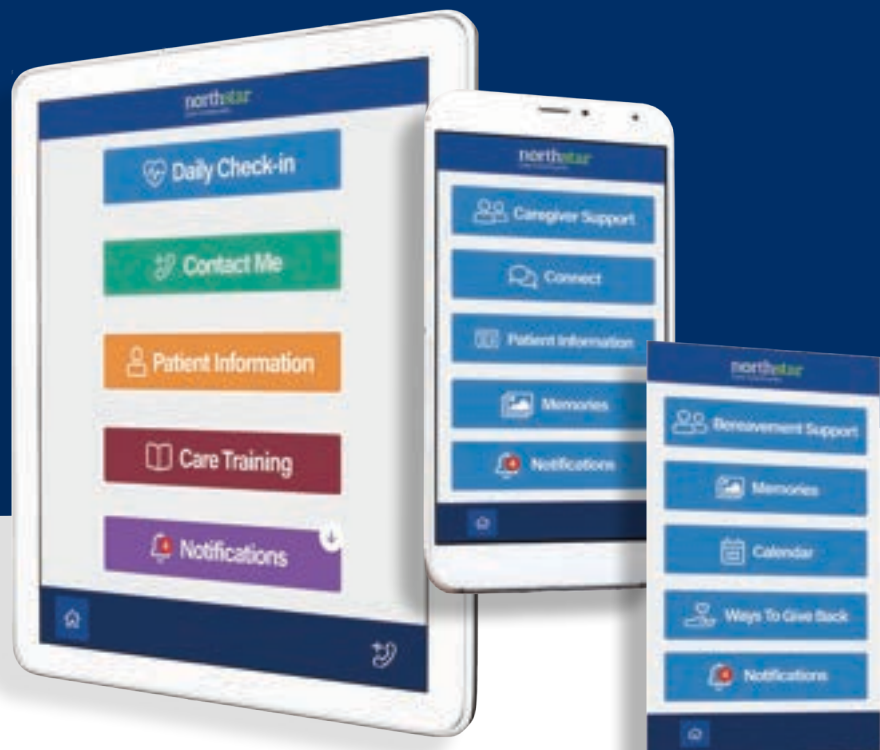 northstar
Daily Check-in
Contact Me
Patient Information
Care Training
Notifications
northstar
Caregiver Support
Connect
Patient Information
Memories
Notifications
northstar
Bereavement Support
Memories
Calendar
Ways To Give Back
Notifications